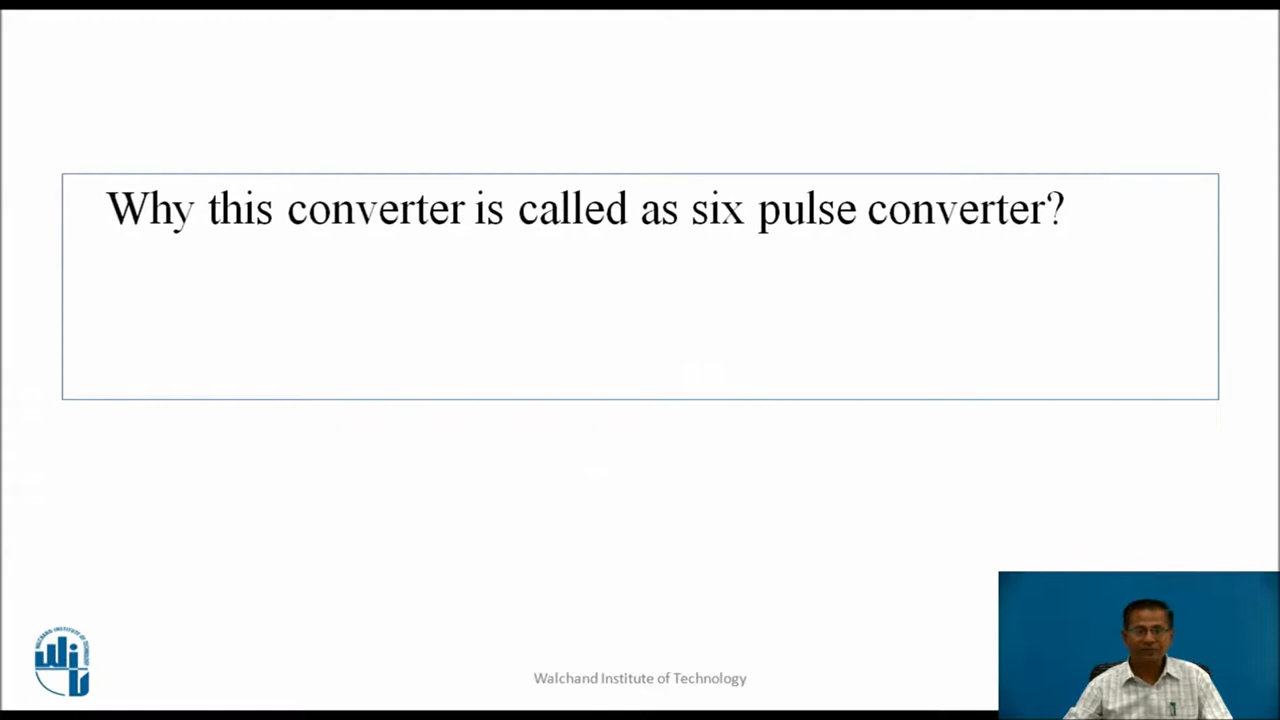 Why this converter is called as six pulse converter?
Walchand Institute of Technology